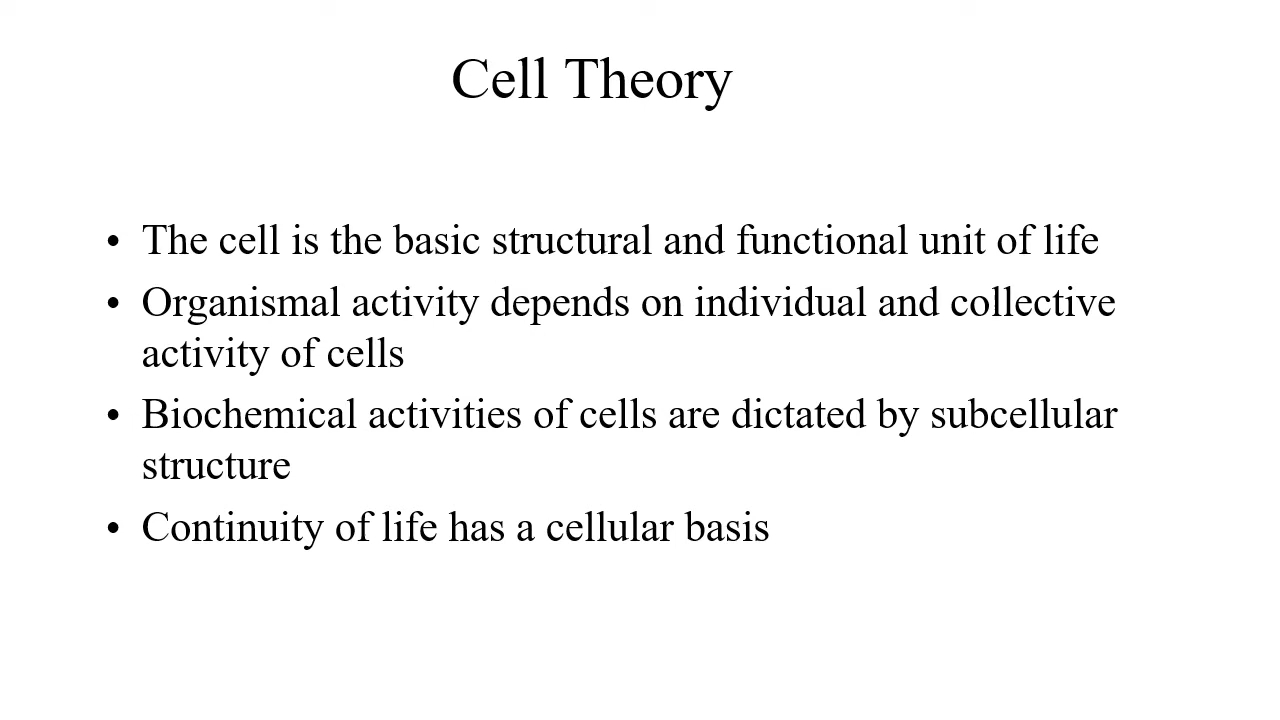 Cell Theory
• The cell is the basic structural and functional unit of life
• Organismal activity depends on individual and collective
activity of cells
• Biochemical activities of cells are dictated by subcellular
structure
• Continuity of life has a cellular basis